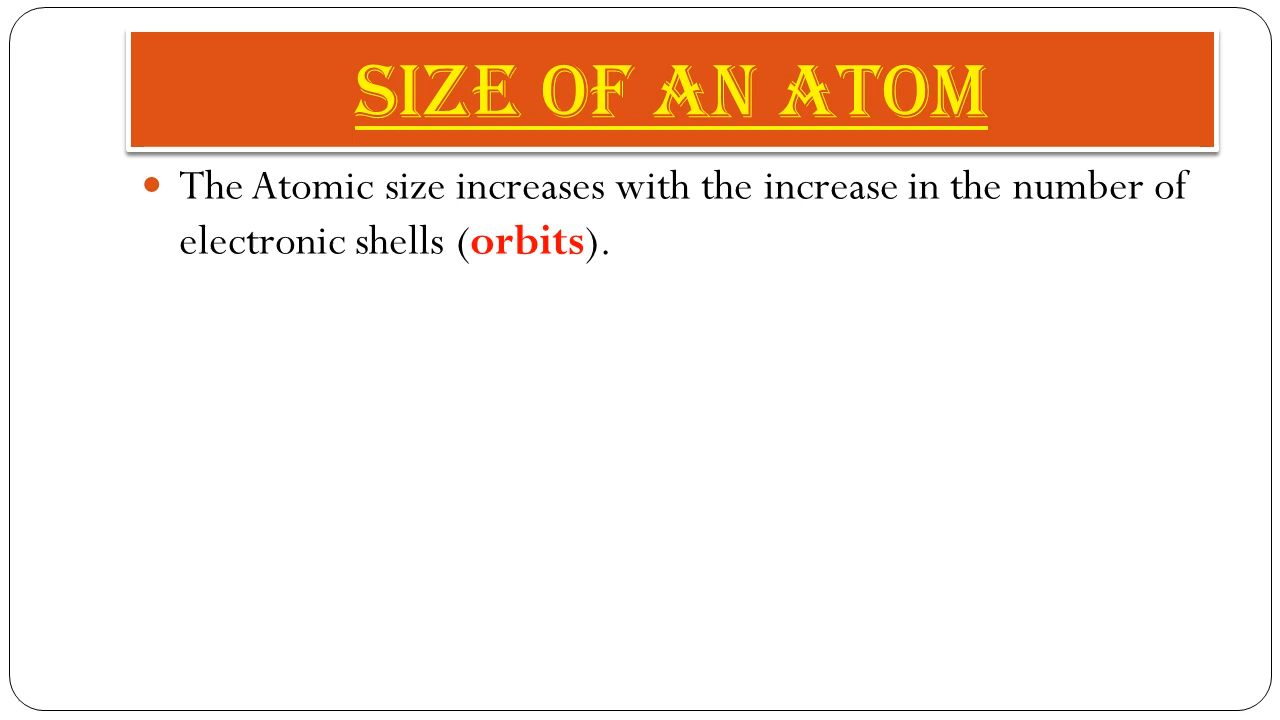 SIZE OF AN ATOM
The Atomic size increases with the increase in the number of
electronic shells (orbits).